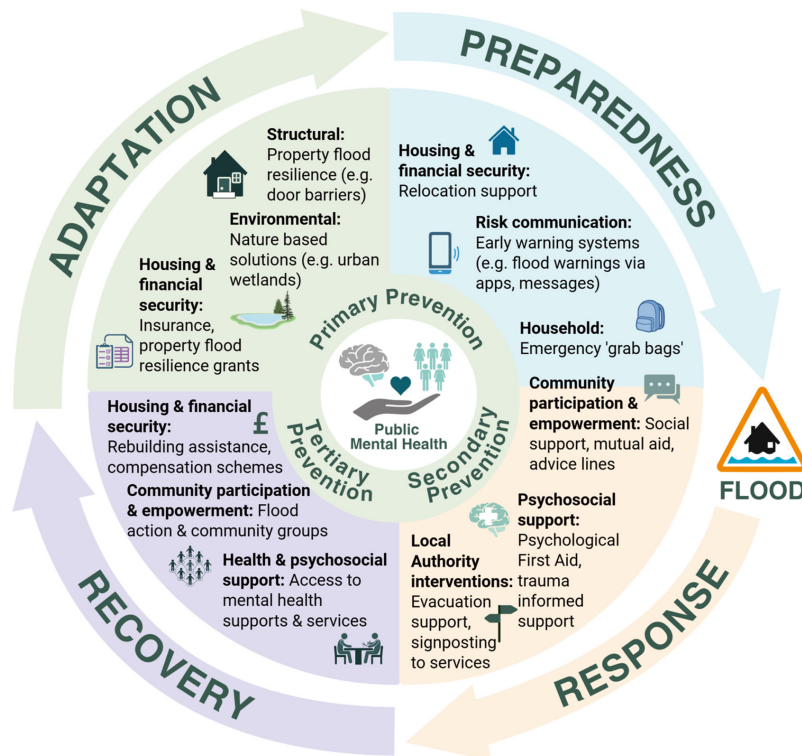 ADAPTATION
PREPAREDNESS
Structural:
Property flood
resilience (e.g.
door barriers)
Environmental:
Nature based
solutions (e.g. urban
wetlands)
Housing &
financial
security:
Insurance,
property flood
resilience grants
Housing &
financial security:
Relocation support
Risk communication:
Early warning systems
(e.g. flood warnings via
apps, messages)
Household:
Emergency 'grab bags'
Primary Prevention
Public
Mental Health
Secondary
Prevention
Tertiary
Prevention
FLOOD
Community
participation &
empowerment: Social
support, mutual aid,
advice lines
Psychosocial
support:
Psychological
First Aid,
trauma
informed
support
Local
Authority
interventions:
Evacuation
support,
signposting
to services
RESPONSE
Housing & financial
security:
£
Rebuilding assistance,
compensation schemes
Community participation
& empowerment: Flood
action & community groups
Health & psychosocial
support: Access to
mental health
supports & services
RECOVERY